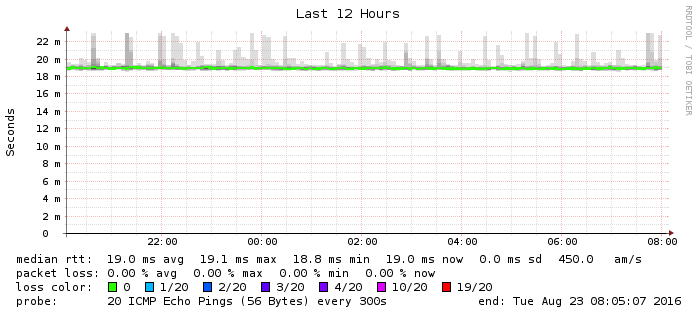 Last 12 Hours
RRDTOOL / TOBI OETIKER
Seconds
22 m
20 m
18 m
16 m
14 m
12 m
10 m
8 m
6 m
4 m
2 m
0
22:00 00:00 02:00 04:00 06:00 08:00
median rtt: 19.0 ms avg 19.1 ms max 18.8 ms min 19.0 ms now 0.0 ms sd 450.0 am/s
packet loss: 0.00 % avg 0.00 % max 0.00 % min 0.00 % now
loss color: 0 1/20 2/20 3/20 4/20 10/20 19/20
probe: 20 ICMP Echo Pings (56 Bytes) every 300s end: Tue Aug 23 08:05:07 2016